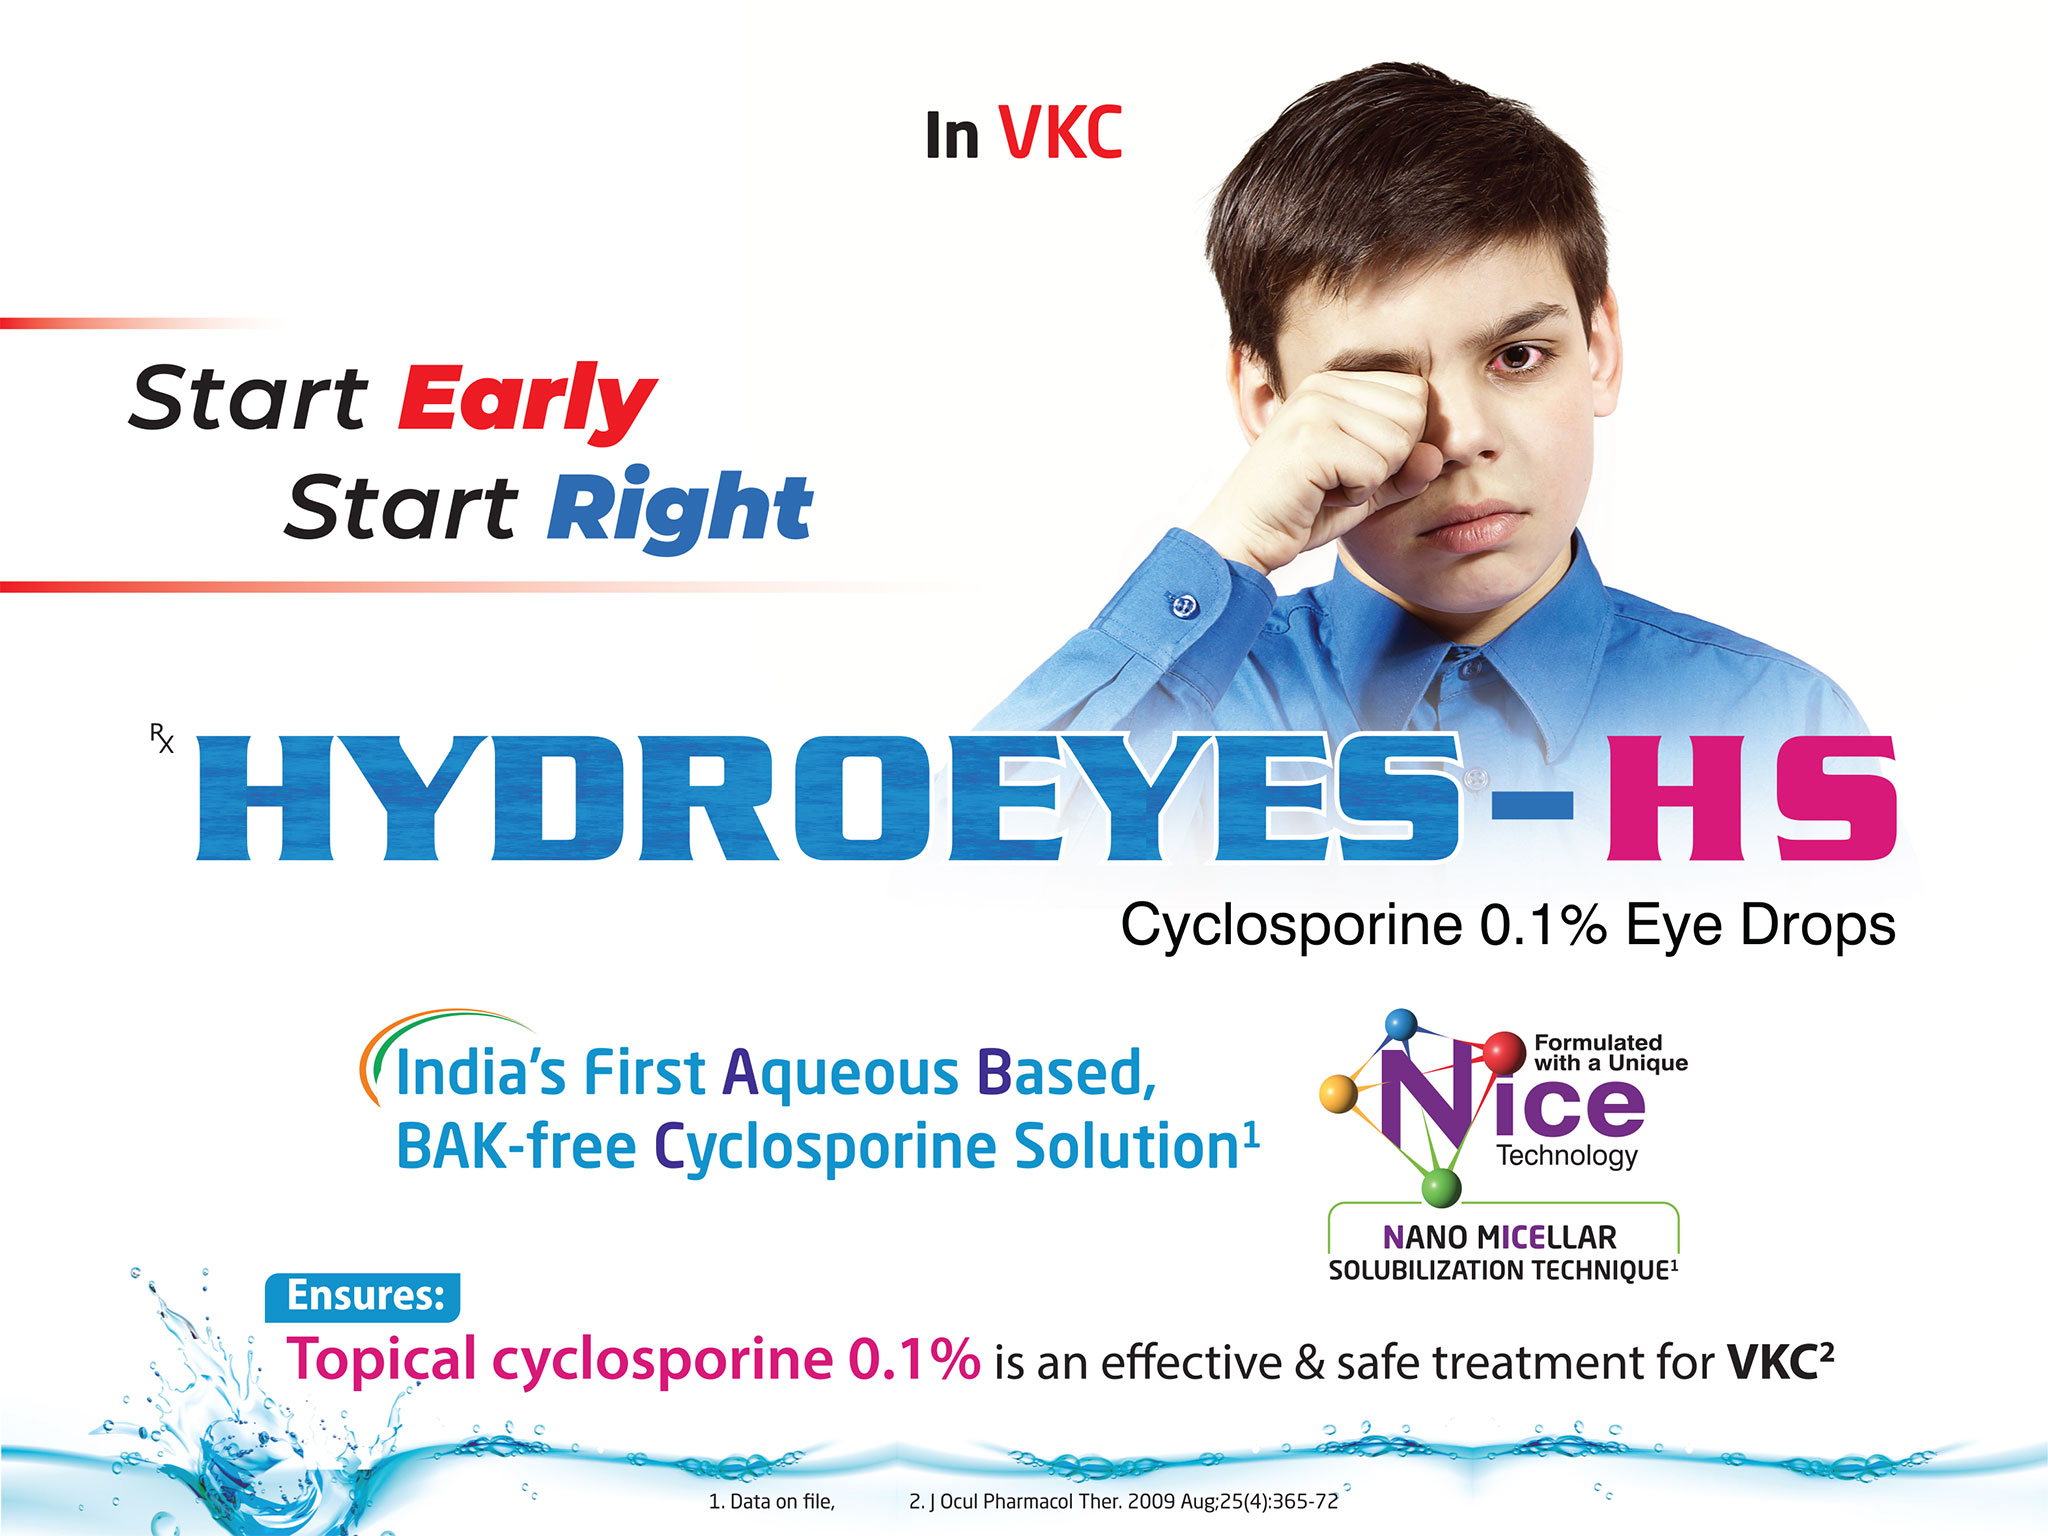 In VKC
Start Early
Start Right
Rx HYDROEYES-HS
Cyclosporine 0.1% Eye Drops
India's First Aqueous Based,
BAK-free Cyclosporine Solution¹
Formulated
with a Unique
Nice
Technology
NANO MICELLAR
SOLUBILIZATION TECHNIQUE¹
Ensures:
Topical cyclosporine 0.1% is an effective & safe treatment for VKC²
1. Data on file, 2. J Ocul Pharmacol Ther. 2009 Aug;25(4):365-72